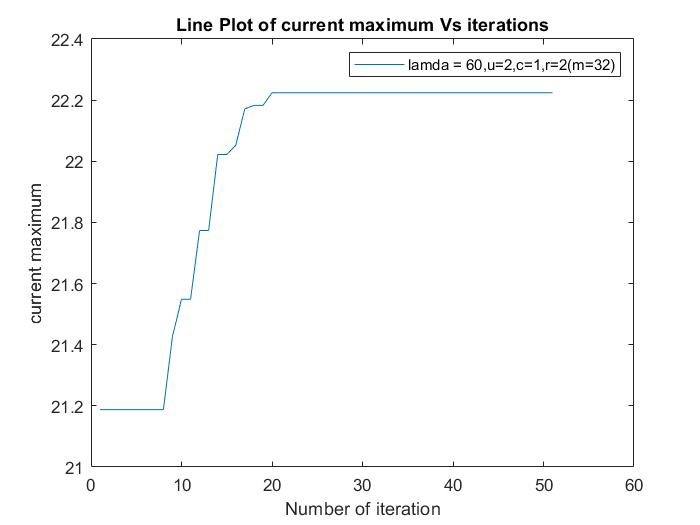 Line Plot of current maximum Vs iterations
22.4
22.2
22
21.8
21.6
21.4
21.2
21
current maximum
lamda = 60,u=2,c=1,r=2(m=32)
0 10 20 30 40 50 60
Number of iteration